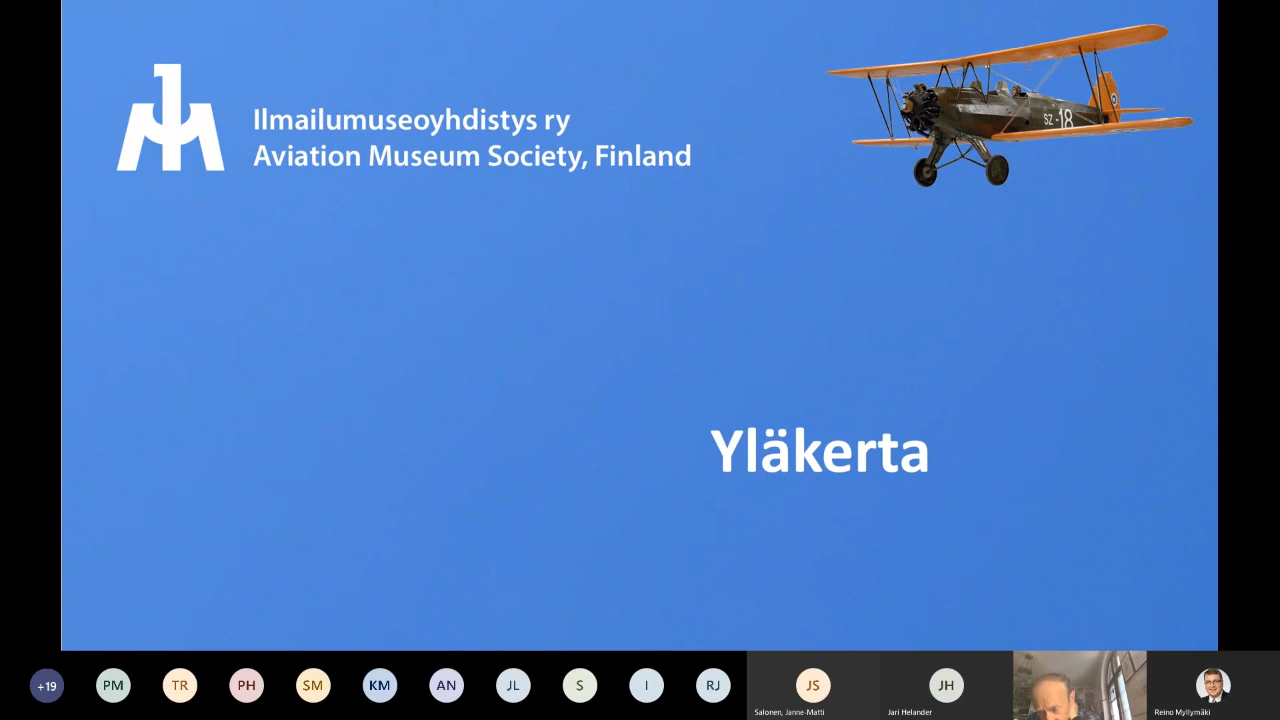 Ilmailumuseoyhdistys ry
Aviation Museum Society, Finland
SZ-18
Yläkerta
+19
PM
TR
PH
SM
KM
AN
JL
S
I
RJ
JS
Salonen, Janne-Matti
JH
Jari Helander
Reino Myllymäki